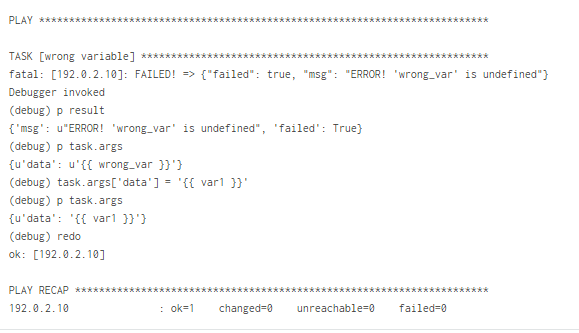 PLAY ***************************************************************************
TASK [wrong variable] **********************************************************
fatal: [192.0.2.10]: FAILED! => {"failed": true, "msg": "ERROR! 'wrong_var' is undefined"}
Debugger invoked
(debug) p result
{'msg': u"ERROR! 'wrong_var' is undefined", 'failed': True}
(debug) p task.args
{u'data': u'{{ wrong_var }}'}
(debug) task.args['data'] = '{{ var1 }}'
(debug) p task.args
{u'data': '{{ var1 }}'}
(debug) redo
ok: [192.0.2.10]
PLAY RECAP *********************************************************************
192.0.2.10               : ok=1    changed=0    unreachable=0    failed=0